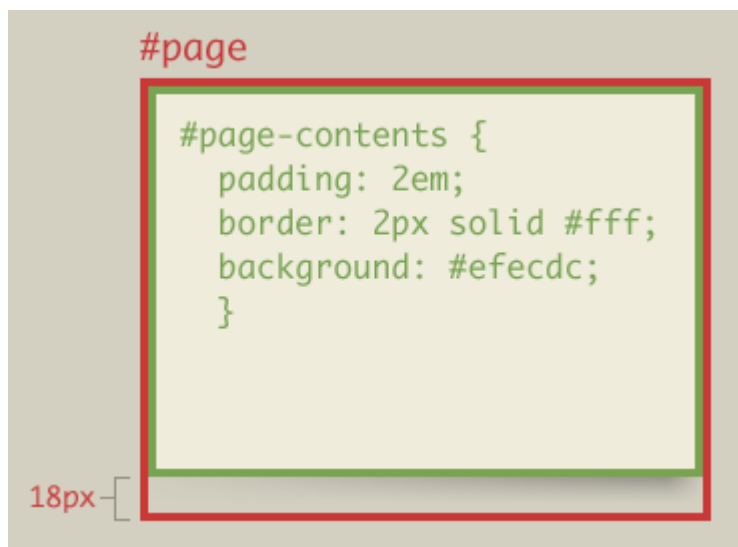 #page
#page-contents {
padding: 2em;
border: 2px solid #fff;
background: #efecdc;
}
18px